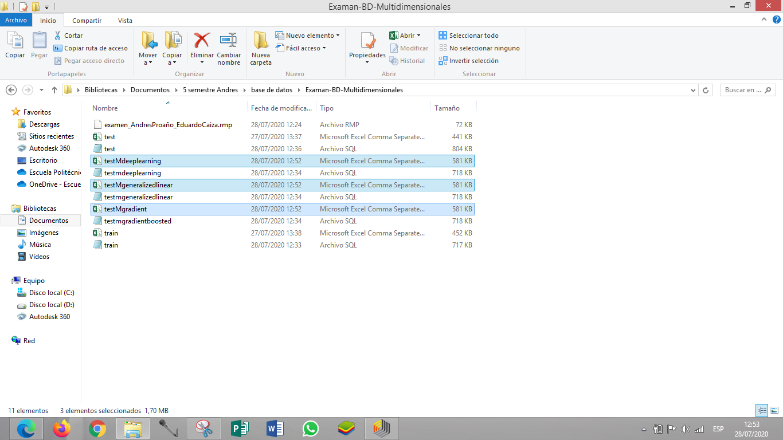 Examan-BD-Multidimensionales
Archivo Inicio Compartir Vista
Copiar
Pegar
Cortar
Copiar ruta de acceso
Pegar acceso directo
Portapapeles
Mover a
Copiar a
Eliminar
Cambiar nombre
Organizar
Nueva carpeta
Nuevo elemento
Fácil acceso
Nuevo
Propiedades
Abrir
Modificar
Historial
Abrir
Seleccionar todo
No seleccionar ninguno
Invertir selección
Seleccionar
Bibliotecas Documentos 5 semestre Andres base de datos Examan-BD-Multidimensionales
Buscar en ...
Favoritos
Descargas
Sitios recientes
Autodesk 360
Escritorio
Escuela Politécni
OneDrive - Escue
Bibliotecas
Documentos
Imágenes
Música
Vídeos
Equipo
Disco local (C:)
Disco local (D:)
Autodesk 360
Red
Nombre Fecha de modifica... Tipo Tamaño
examen_AndresProaño_EduardoCaiza.rmp 28/07/2020 12:24 Archivo RMP 72 KB
test 27/07/2020 13:37 Microsoft Excel Comma Separate... 441 KB
test 28/07/2020 12:36 Archivo SQL 804 KB
testMdeeplearning 28/07/2020 12:52 Microsoft Excel Comma Separate... 581 KB
testmdeeplearning 28/07/2020 12:34 Archivo SQL 718 KB
testMgeneralizedlinear 28/07/2020 12:52 Microsoft Excel Comma Separate... 581 KB
testmgeneralizedlinear 28/07/2020 12:34 Archivo SQL 718 KB
testMgradient 28/07/2020 12:52 Microsoft Excel Comma Separate... 581 KB
testmgradientboosted 28/07/2020 12:34 Archivo SQL 718 KB
train 27/07/2020 13:38 Microsoft Excel Comma Separate... 452 KB
train 28/07/2020 12:33 Archivo SQL 717 KB
11 elementos 3 elementos seleccionados 1,70 MB
ESP
12:53
28/07/2020